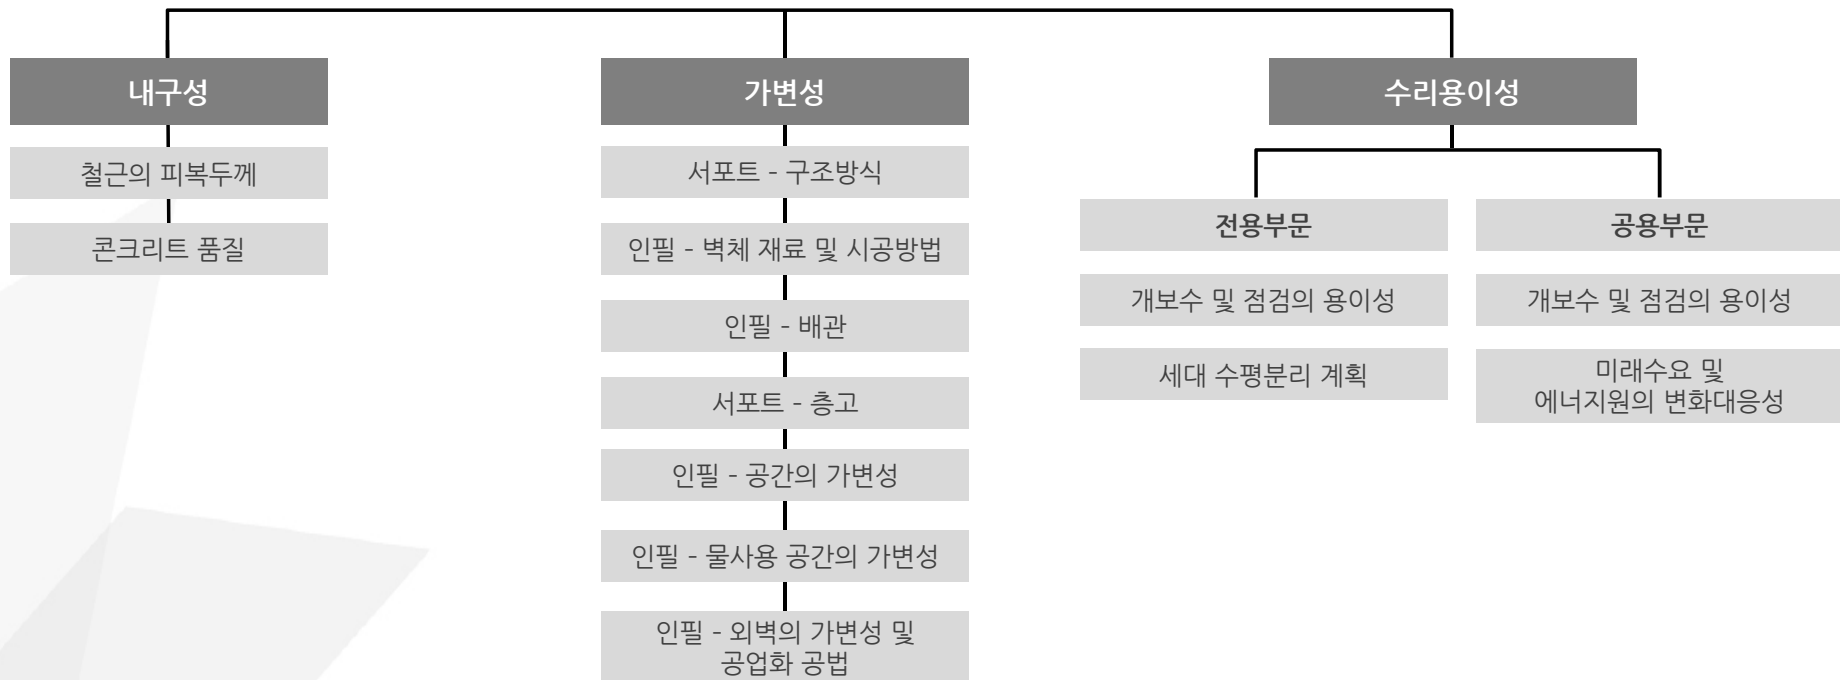 내구성
철근의 피복두께
콘크리트 품질
가변성
서포트 - 구조방식
인필 - 벽체 재료 및 시공방법
인필 - 배관
서포트 - 층고
인필 - 공간의 가변성
인필 - 물사용 공간의 가변성
인필 - 외벽의 가변성 및
공업화 공법
수리용이성
전용부문
개보수 및 점검의 용이성
세대 수평분리 계획
공용부문
개보수 및 점검의 용이성
미래수요 및
에너지원의 변화대응성